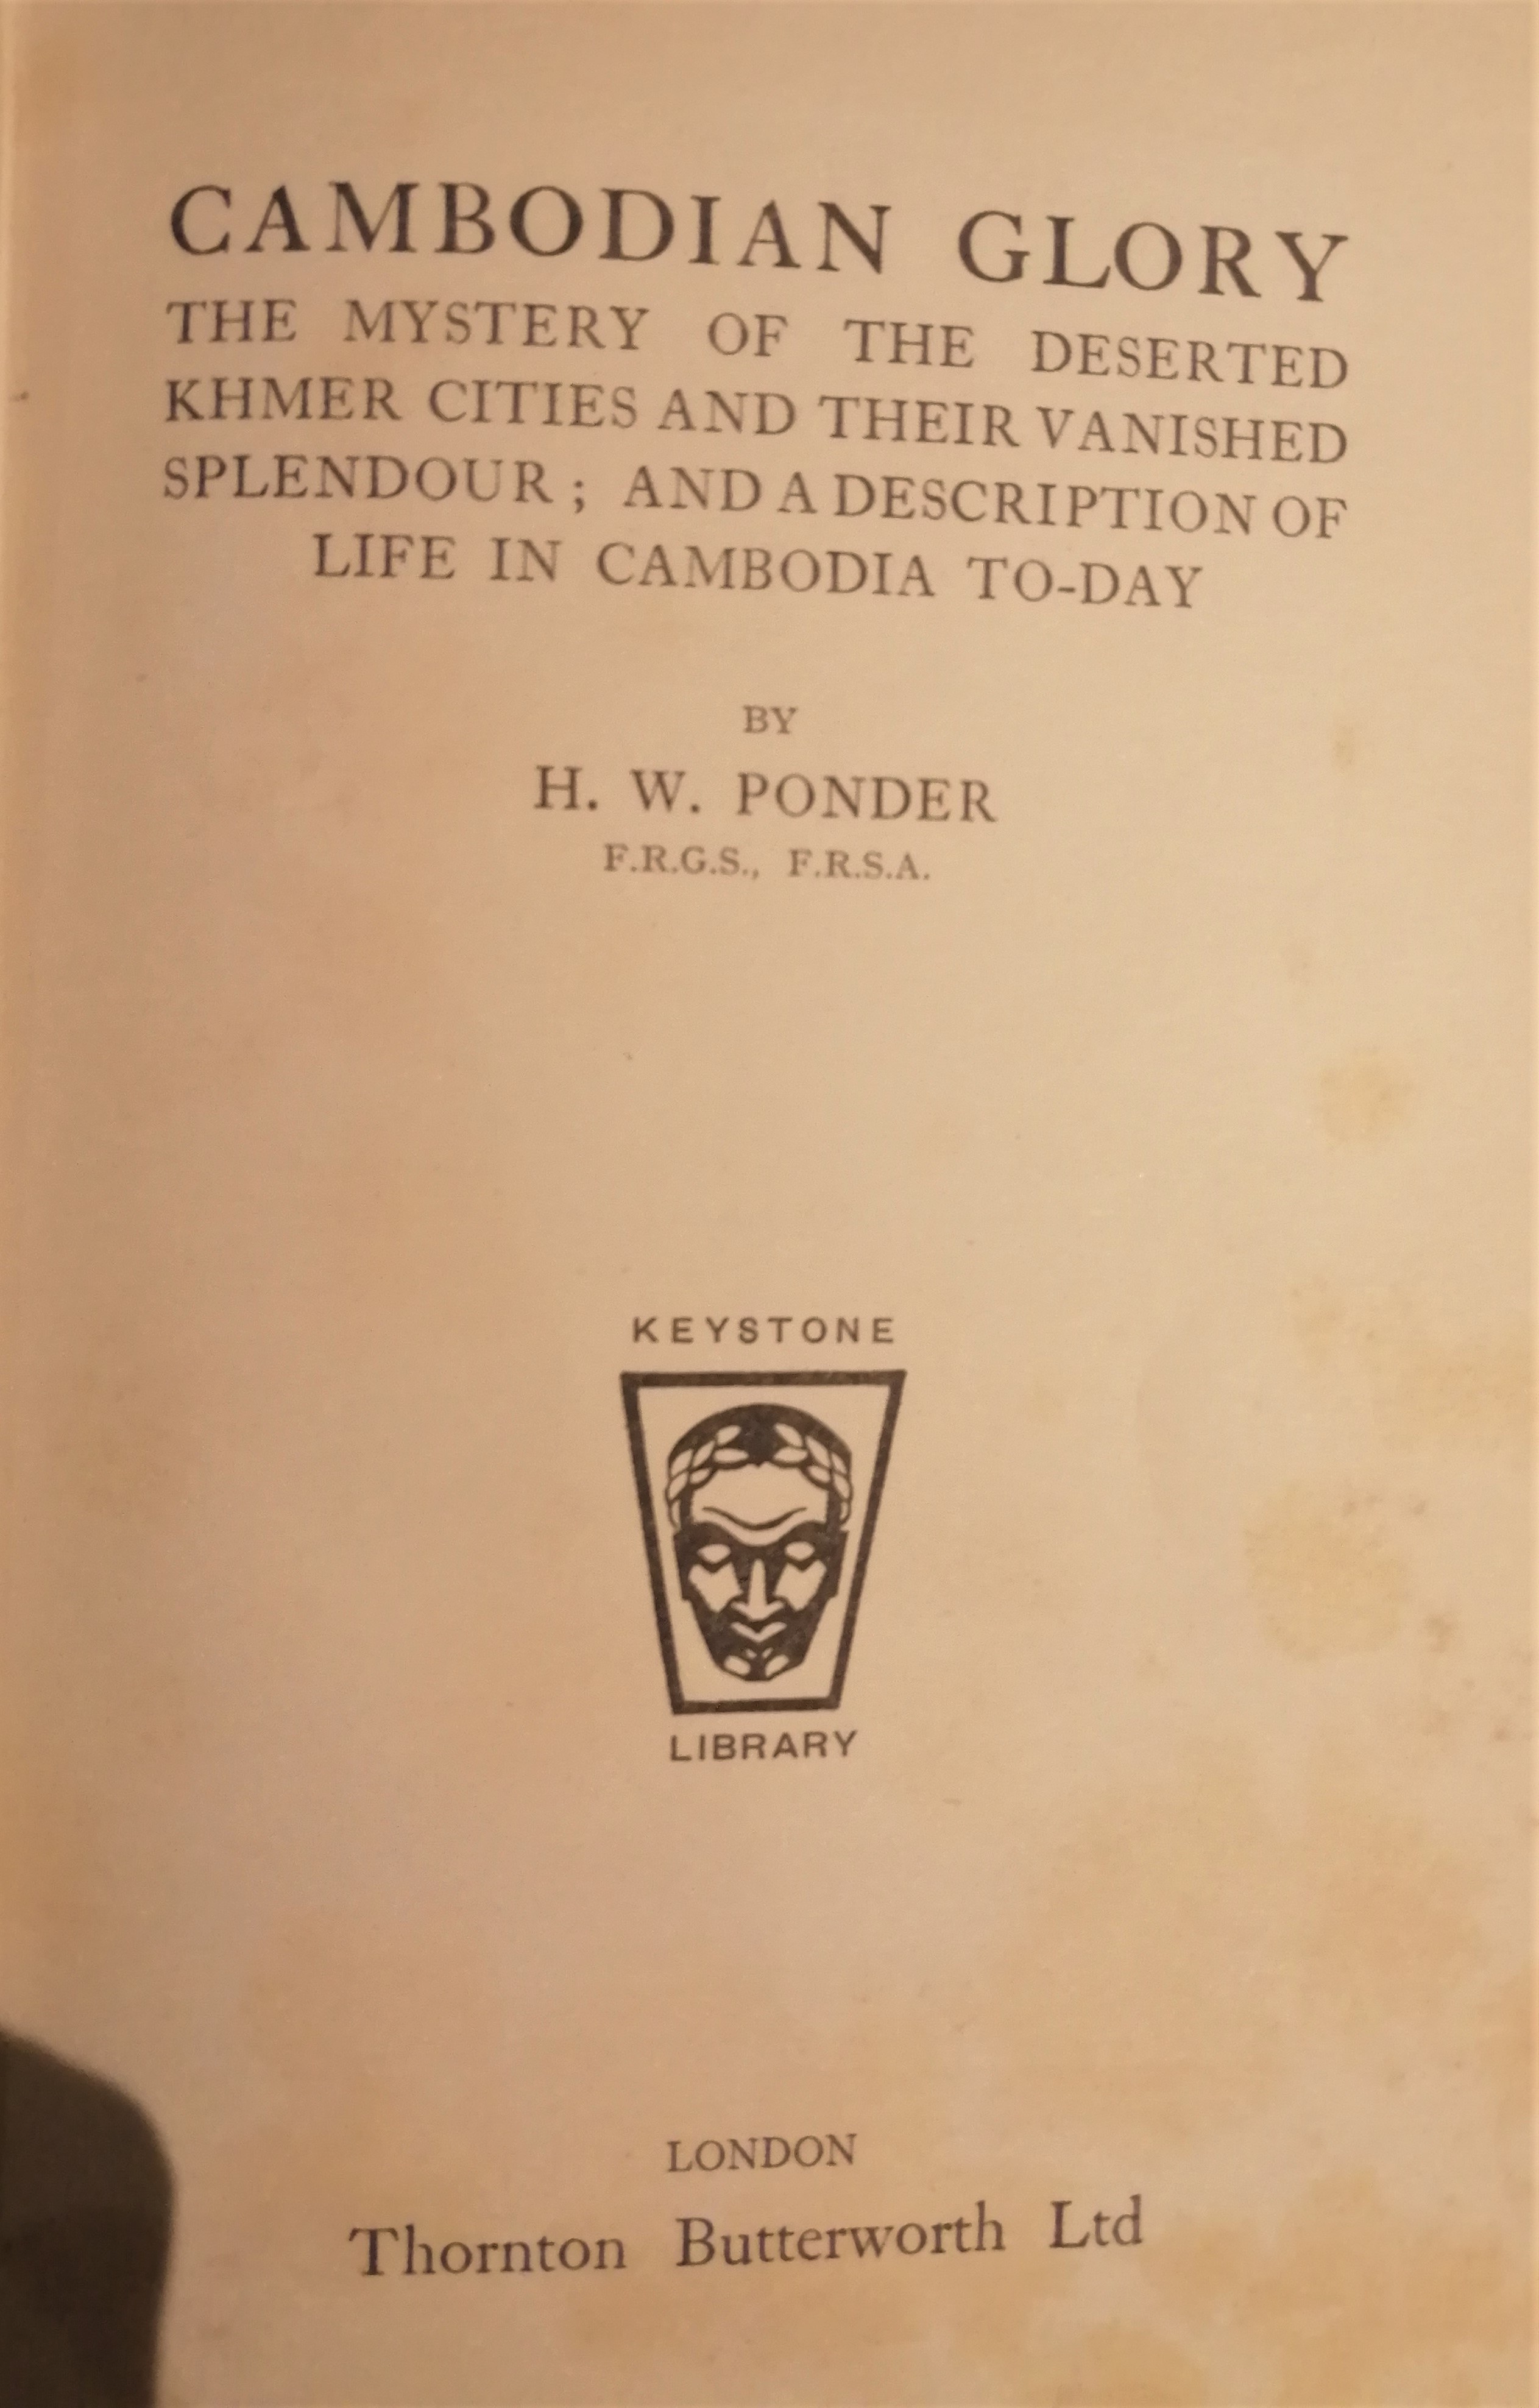 CAMBODIAN GLORY
THE MYSTERY OF THE DESERTED
KHMER CITIES AND THEIR VANISHED
SPLENDOUR ; AND A DESCRIPTION OF
LIFE IN CAMBODIA TO-DAY
BY
H. W. PONDER
F.R.G.S., F.R.S.A.
KEYSTONE
LIBRARY
LONDON
Thornton Butterworth Ltd